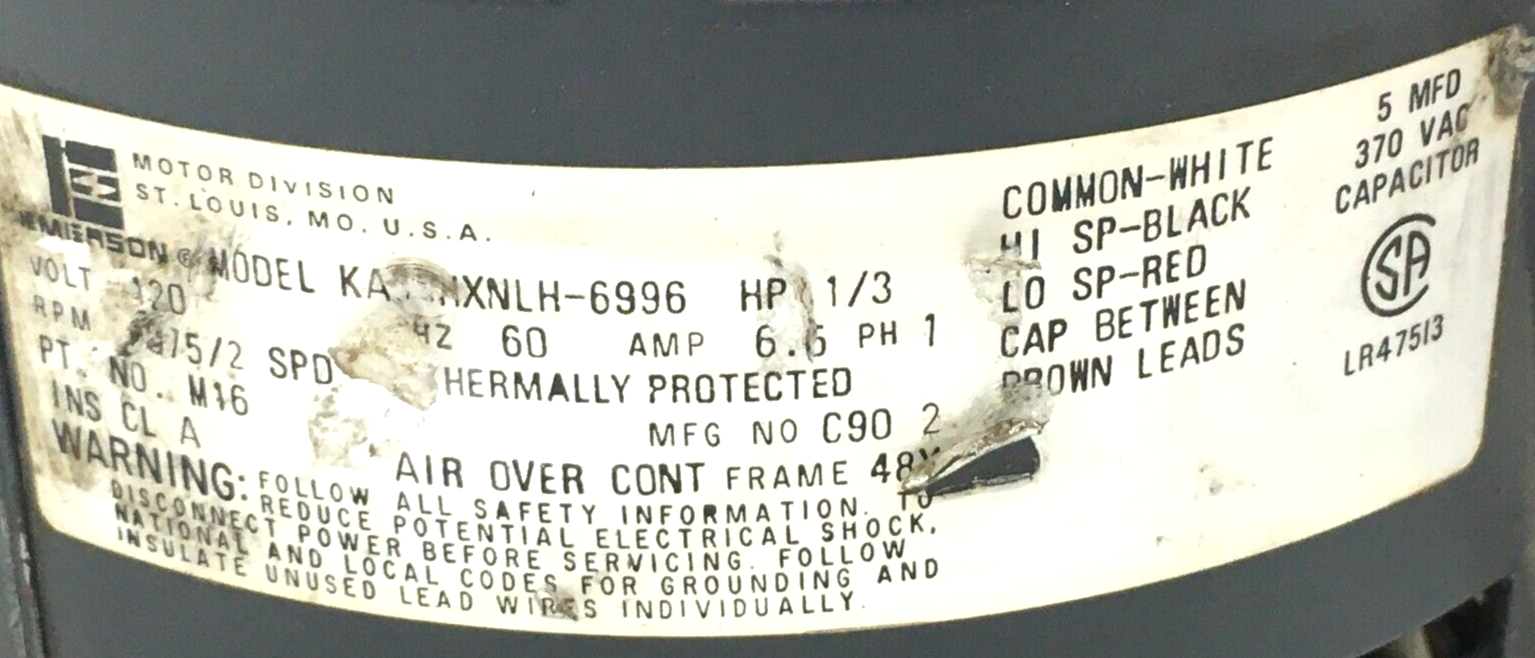 MOTOR DIVISION
ST. LOUIS, MO. U.S.A.
EMERSON ® MODEL HP 1/3
VOLT 120 HZ 60 AMP PH 1
RPM /2 SPD. PROTECTED
PT. NO. M16 MFG NO C90 2
INS CL A AIR OVER CONT FRAME
WARNING: FOLLOW ALL SAFETY INFORMATION. TO
REDUCE POTENTIAL ELECTRICAL SHOCK,
DISCONNECT POWER BEFORE SERVICING. FOLLOW
NATIONAL AND LOCAL CODES FOR GROUNDING AND
INSULATE UNUSED LEAD WIRES INDIVIDUALLY.
COMMON-WHITE
HI SP-BLACK
LO SP-RED
CAP BETWEEN
BROWN LEADS
5 MFD
370 VAC
CAPACITOR
SA
LR47513